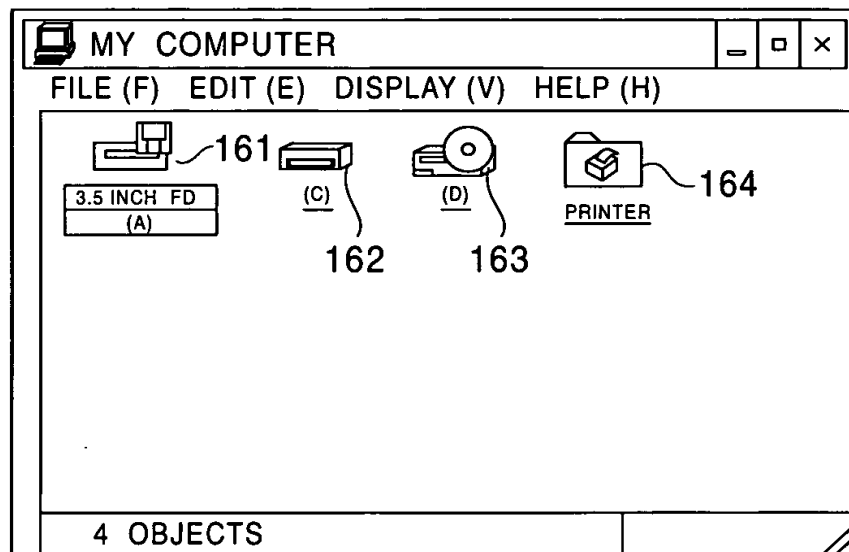 MY COMPUTER
FILE (F) EDIT (E) DISPLAY (V) HELP (H)
161
162
163
164
3.5 INCH FD
(A)
(C)
(D)
PRINTER
4 OBJECTS